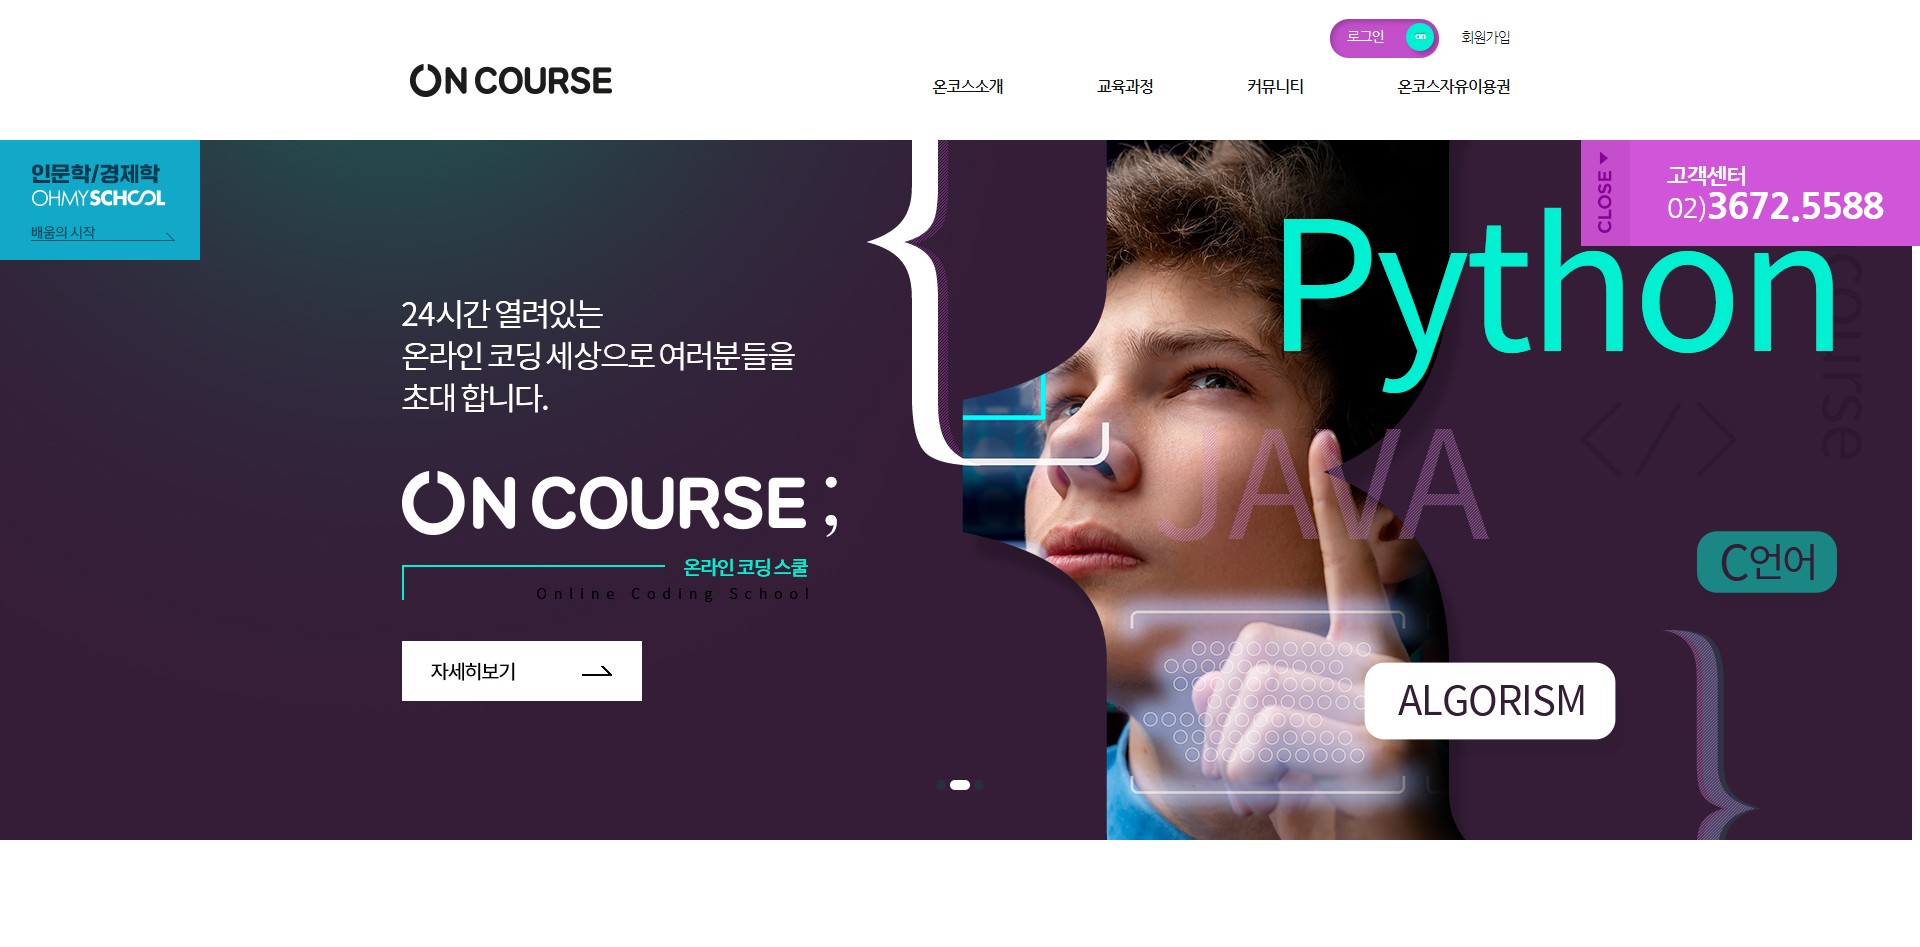 로그인
on
회원가입
ON COURSE
온코스소개
교육과정
커뮤니티
온코스자유이용권
인문학/경제학
OHMYSCHOOL
배움의 시작
CLOSE
고객센터
02)3672.5588
Python
course
24시간 열려있는
온라인 코딩 세상으로 여러분들을
초대 합니다.
JAVA
ON COURSE ;
온라인 코딩 스쿨
Online Coding School
C언어
자세히보기
ALGORISM